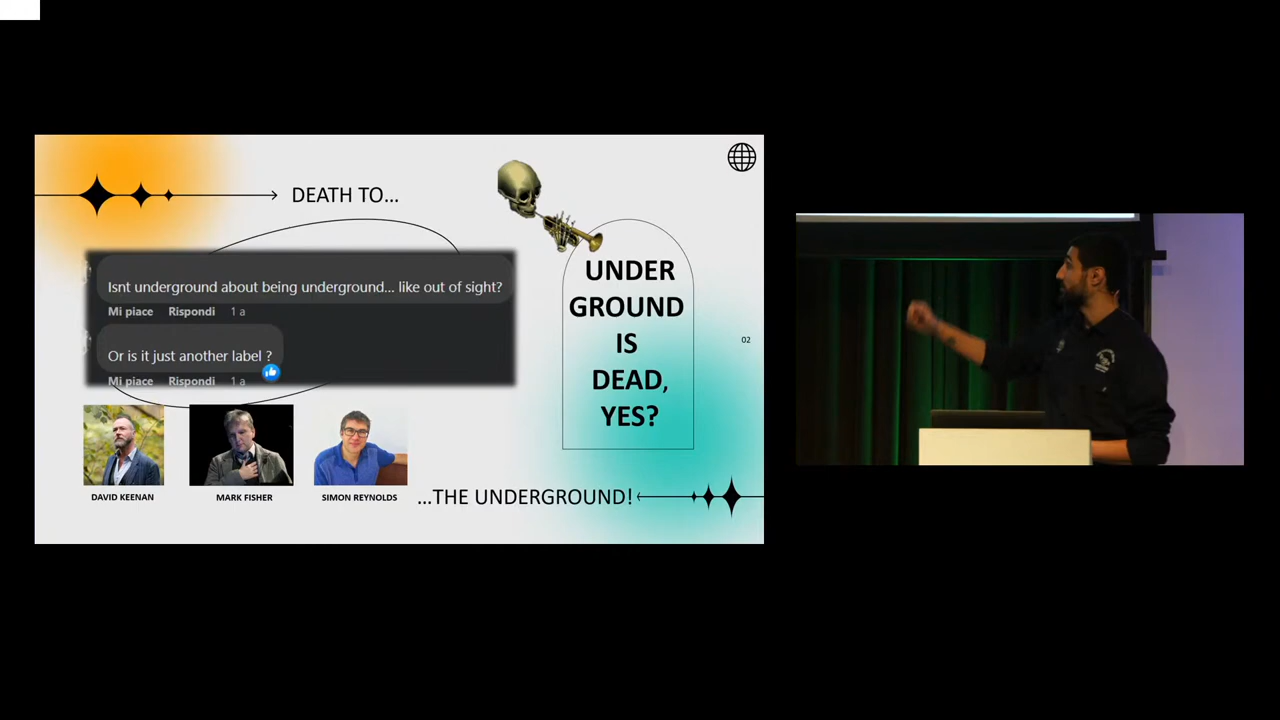 DEATH TO...
Isnt underground about being underground... like out of sight?
Mi piace Rispondi 1 a
Or is it just another label ?
Mi piace Rispondi 1 a
DAVID KEENAN
MARK FISHER
SIMON REYNOLDS
...THE UNDERGROUND!
UNDER
GROUND
IS
DEAD,
YES?
02